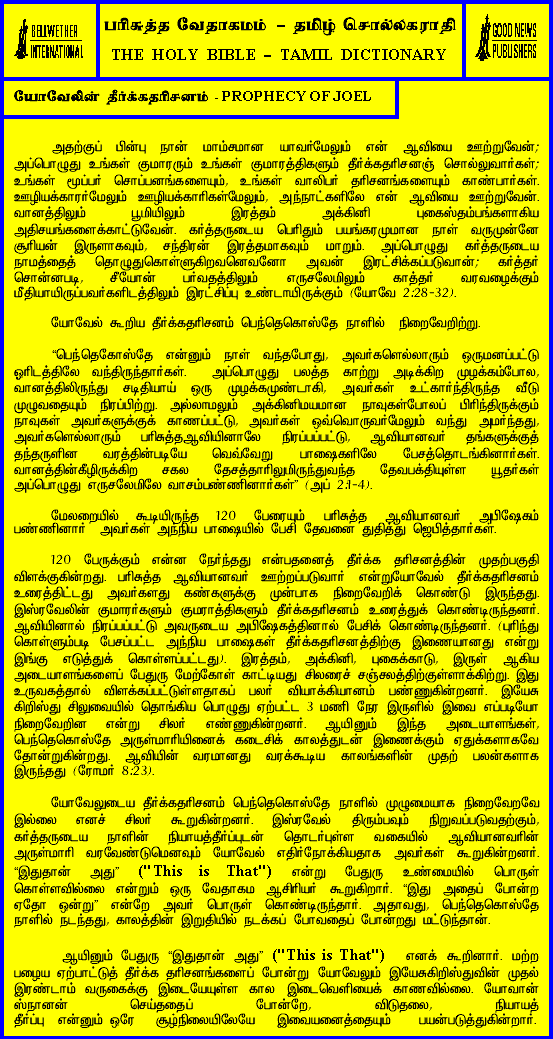 BELLWETHER
INTERNATIONAL
பரிசுத்த வேதாகமம் – தமிழ் சொல்லகராதி
THE HOLY BIBLE – TAMIL DICTIONARY
GOOD NEWS
PUBLISHERS
யோவேலின் தீர்க்கதரிசனம் - PROPHECY OF JOEL
அதற்குப் பின்பு நான் மாம்சமான யாவர்மேலும் என் ஆவியை ஊற்றுவேன்;
அப்பொழுது உங்கள் குமாரரும் உங்கள் குமாரத்திகளும் தீர்க்கதரிசனஞ் சொல்லுவார்கள்;
உங்கள் மூப்பர் சொப்பனங்களையும், உங்கள் வாலிபர் தரிசனங்களையும் காண்பார்கள்.
ஊழியக்காரர்மேலும் ஊழியக்காரிகள்மேலும், அந்நாட்களிலே என் ஆவியை ஊற்றுவேன்.
வானத்திலும் பூமியிலும் இரத்தம் அக்கினி புகைஸ்தம்பங்களாகிய
அதிசயங்களைக்காட்டுவேன். கர்த்தருடைய பெரிதும் பயங்கரமுமான நாள் வருமுன்னே
சூரியன் இருளாகவும், சந்திரன் இரத்தமாகவும் மாறும். அப்பொழுது கர்த்தருடைய
நாமத்தைத் தொழுதுகொள்ளுகிறவனெவனோ அவன் இரட்சிக்கப்படுவான்; கர்த்தர்
சொன்னபடி, சீயோன் பர்வதத்திலும் எருசலேமிலும் காத்தர் வரவழைக்கும்
மீதியாயிருப்பவர்களிடத்திலும் இரட்சிப்பு உண்டாயிருக்கும் (யோவே 2:28-32).
யோவேல் கூறிய தீர்க்கதரிசனம் பெந்தெகொஸ்தே நாளில் நிறைவேறிற்று.
“பெந்தெகோஸ்தே என்னும் நாள் வந்தபோது, அவர்களெல்லாரும் ஒருமனப்பட்டு
ஓரிடத்திலே வந்திருந்தார்கள். அப்பொழுது பலத்த காற்று அடிக்கிற முழக்கம்போல,
வானத்திலிருந்து சடிதியாய் ஒரு முழக்கமுண்டாகி, அவர்கள் உட்கார்ந்திருந்த வீடு
முழுவதையும் நிரப்பிற்று. அல்லாமலும் அக்கினிமயமான நாவுகள்போலப் பிரிந்திருக்கும்
நாவுகள் அவர்களுக்குக் காணப்பட்டு, அவர்கள் ஒவ்வொருவர்மேலும் வந்து அமர்ந்தது,
அவர்களெல்லாரும் பரிசுத்தஆவியினாலே நிரப்பப்பட்டு, ஆவியானவர் தங்களுக்குத்
தந்தருளின வரத்தின்படியே வெவ்வேறு பாஷைகளிலே பேசத்தொடங்கினார்கள்.
வானத்தின்கீழிருக்கிற சகல தேசத்தாரிலுமிருந்துவந்த தேவபக்தியுள்ள யூதர்கள்
அப்பொழுது எருசலேமிலே வாசம்பண்ணினார்கள்” (அப் 2:1-4).
மேலறையில் கூடியிருந்த 120 பேரையும் பரிசுத்த ஆவியானவர் அபிஷேகம்
பண்ணினார் அவர்கள் அந்நிய பாஷையில் பேசி தேவனை துதித்து ஜெபித்தார்கள்.
120 பேருக்கும் என்ன நேர்ந்தது என்பதனைத் தீர்க்க தரிசனத்தின் முதற்பகுதி
விளக்குகின்றது. பரிசுத்த ஆவியானவர் ஊற்றப்படுவார் என்றுயோவேல் தீர்க்கதரிசனம்
உரைத்திட்டது அவர்களது கண்களுக்கு முன்பாக நிறைவேறிக் கொண்டு இருந்தது.
இஸ்ரவேலின் குமாரர்களும் குமராத்திகளும் தீர்க்கதரிசனம் உரைத்துக் கொண்டிருந்தனர்.
ஆவியினால் நிரப்பப்பட்டு அவருடைய அபிஷேகத்தினால் பேசிக் கொண்டிருந்தனர். (புரிந்து
கொள்ளும்படி பேசப்பட்ட அந்நிய பாஷைகள் தீர்க்கதரிசனத்திற்கு இணையானது என்று
இங்கு எடுத்துக் கொள்ளப்பட்டது). இரத்தம், அக்கினி, புகைக்காடு, இருள் ஆகிய
அடையாளங்களைப் பேதுரு மேற்கோள் காட்டியது சிலரைச் சஞ்சலத்திற்குள்ளாக்கிற்று. இது
உருவகத்தால் விளக்கப்பட்டுள்ளதாகப் பலர் வியாக்கியானம் பண்ணுகின்றனர். இயேசு
கிறிஸ்து சிலுவையில் தொங்கிய பொழுது ஏற்பட்ட 3 மணி நேர இருளில் இவை எப்படியோ
நிறைவேறின என்று சிலர் எண்ணுகின்றனர். ஆயினும் இந்த அடையாளங்கள்,
பெந்தெகொஸ்தே அருள்மாரியினைக் கடைசிக் காலத்துடன் இணைக்கும் ஏதுக்களாகவே
தோன்றுகின்றது. ஆவியின் வரமானது வரக்கூடிய காலங்களின் முதற் பலன்களாக
இருந்தது (ரோமர் 8:23).
யோவேலுடைய தீர்க்கதரிசனம் பெந்தெகொஸ்தே நாளில் முழுமையாக நிறைவேறவே
இல்லை எனச் சிலர் கூறுகின்றனர். இஸ்ரவேல் திரும்பவும் நிறுவப்படுவதற்கும்,
கர்த்தருடைய நாளின் நியாயத்தீர்ப்புடன் தொடர்புள்ள வகையில் ஆவியானவரின்
அருள்மாரி வரவேண்டுமெனவும் யோவேல் எதிர்நோக்கியதாக அவர்கள் கூறுகின்றனர்.
“இதுதான் அது” ("This is That") என்று பேதுரு உண்மையில் பொருள்
கொள்ளவில்லை என்றும் ஒரு வேதாகம ஆசிரியர் கூறுகிறார். “இது அதைப் போன்ற
ஏதோ ஒன்று” என்றே அவர் பொருள் கொண்டிருந்தார். அதாவது, பெந்தெகொஸ்தே
நாளில் நடந்தது, காலத்தின் இறுதியில் நடக்கப் போவதைப் போன்றது மட்டுந்தான்.
ஆயினும் பேதுரு “இதுதான் அது” ("This is That") எனக் கூறினார். மற்ற
பழைய ஏற்பாட்டுத் தீர்க்க தரிசனங்களைப் போன்று யோவேலும் இயேசுகிறிஸ்துவின் முதல்
இரண்டாம் வருகைக்கு இடையேயுள்ள கால இடைவெளியைக் காணவில்லை. யோவான்
ஸ்நானன் செய்ததைப் போன்றே, விடுதலை, நியாயத்
தீர்ப்பு என்னும் ஒரே சூழ்நிலையிலேயே இவையனைத்தையும் பயன்படுத்துகின்றார்.